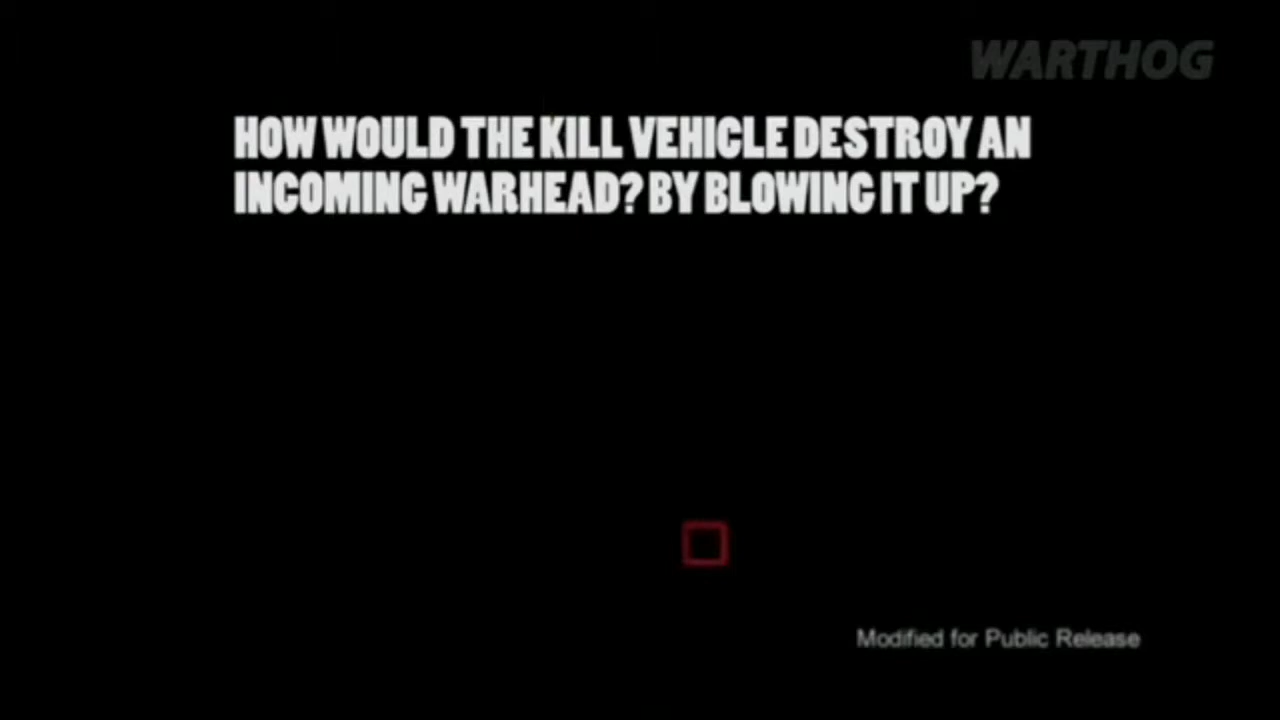 WARTHOG
HOW WOULD THE KILL VEHICLE DESTROY AN
INCOMING WARHEAD? BY BLOWING IT UP?
Modified for Public Release